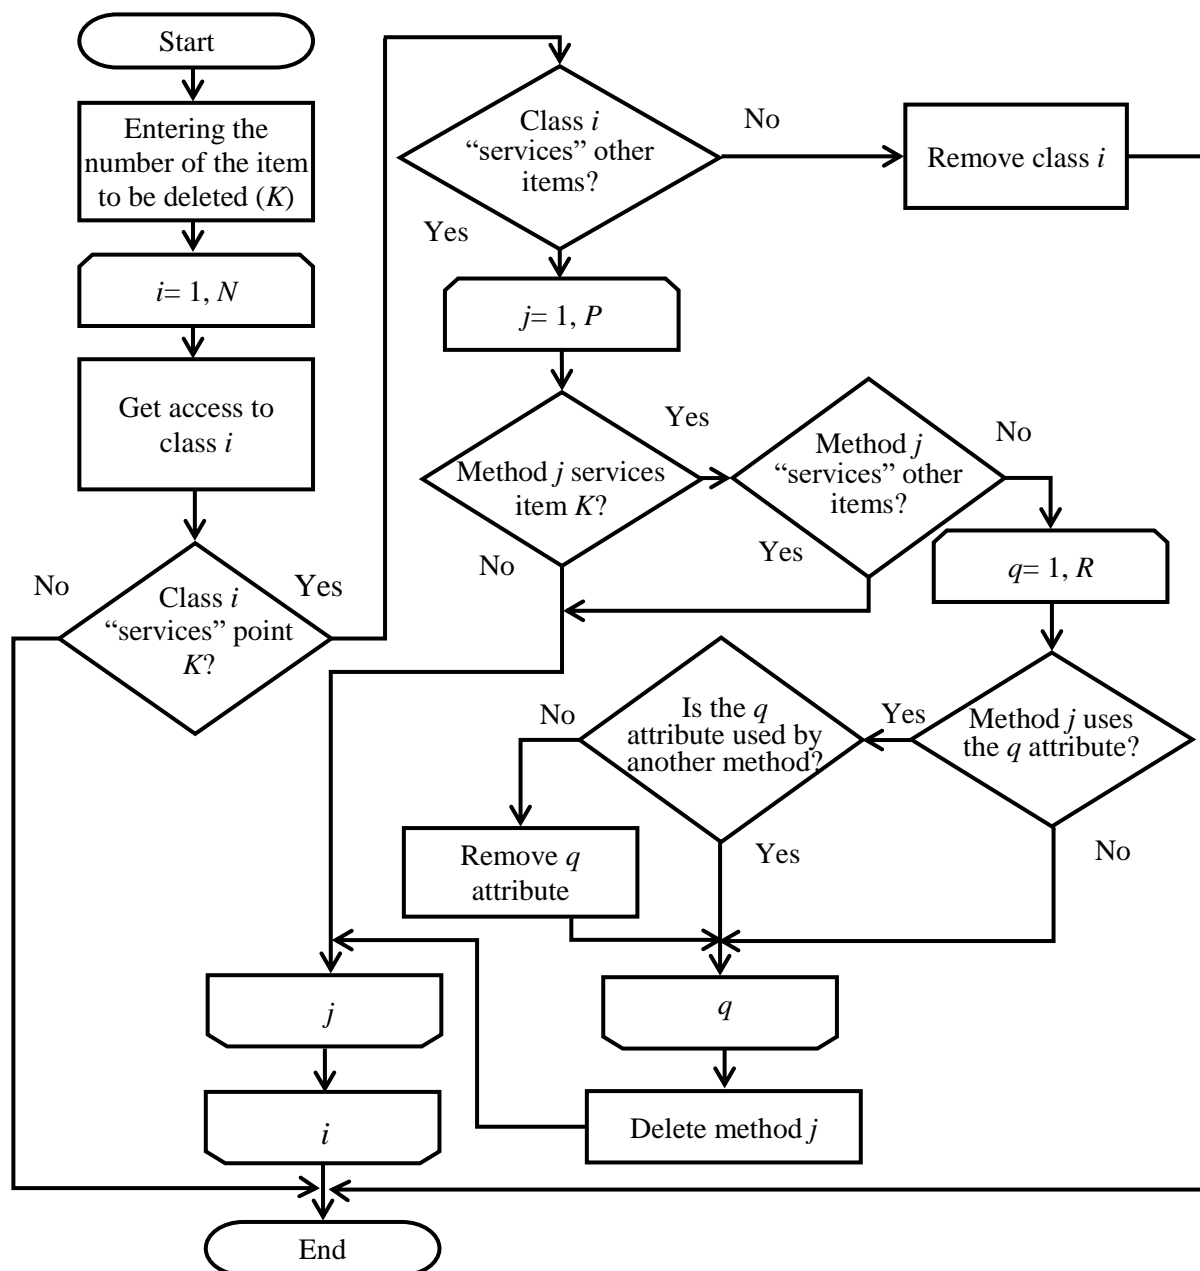 Start
Entering the
number of the item
to be deleted (K)
i= 1, N
Get access to
class i
No
Yes
Class i
“services” point
K?
Class i
“services” other
items?
No
Remove class i
Yes
j= 1, P
Yes
Method j services
item K?
No
Method j
“services” other
items?
No
Yes
q= 1, R
Method j uses
the q attribute?
Yes
No
Is the q
attribute used by
another method?
No
Yes
Remove q
attribute
q
Delete method j
j
i
End